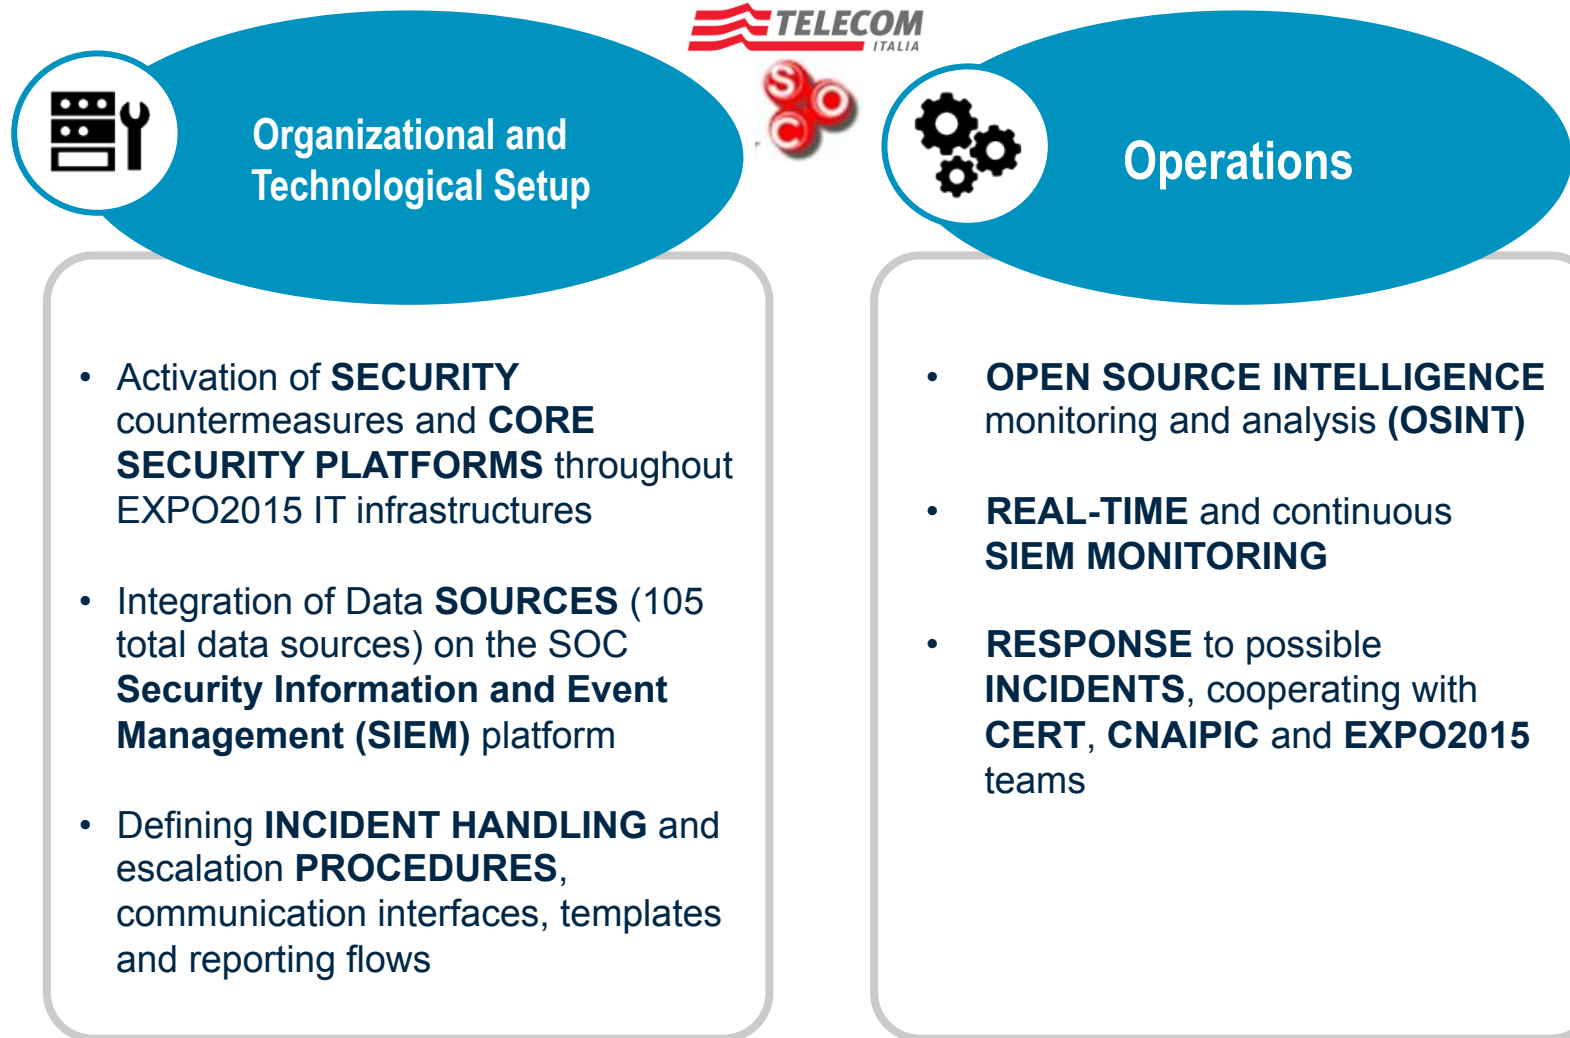 TELECOM
ITALIA
S
O
C
Organizational and
Technological Setup
• Activation of SECURITY
countermeasures and CORE
SECURITY PLATFORMS throughout
EXPO2015 IT infrastructures
• Integration of Data SOURCES (105
total data sources) on the SOC
Security Information and Event
Management (SIEM) platform
• Defining INCIDENT HANDLING and
escalation PROCEDURES,
communication interfaces, templates
and reporting flows
Operations
• OPEN SOURCE INTELLIGENCE
monitoring and analysis (OSINT)
• REAL-TIME and continuous
SIEM MONITORING
• RESPONSE to possible
INCIDENTS, cooperating with
CERT, CNAIPIC and EXPO2015
teams